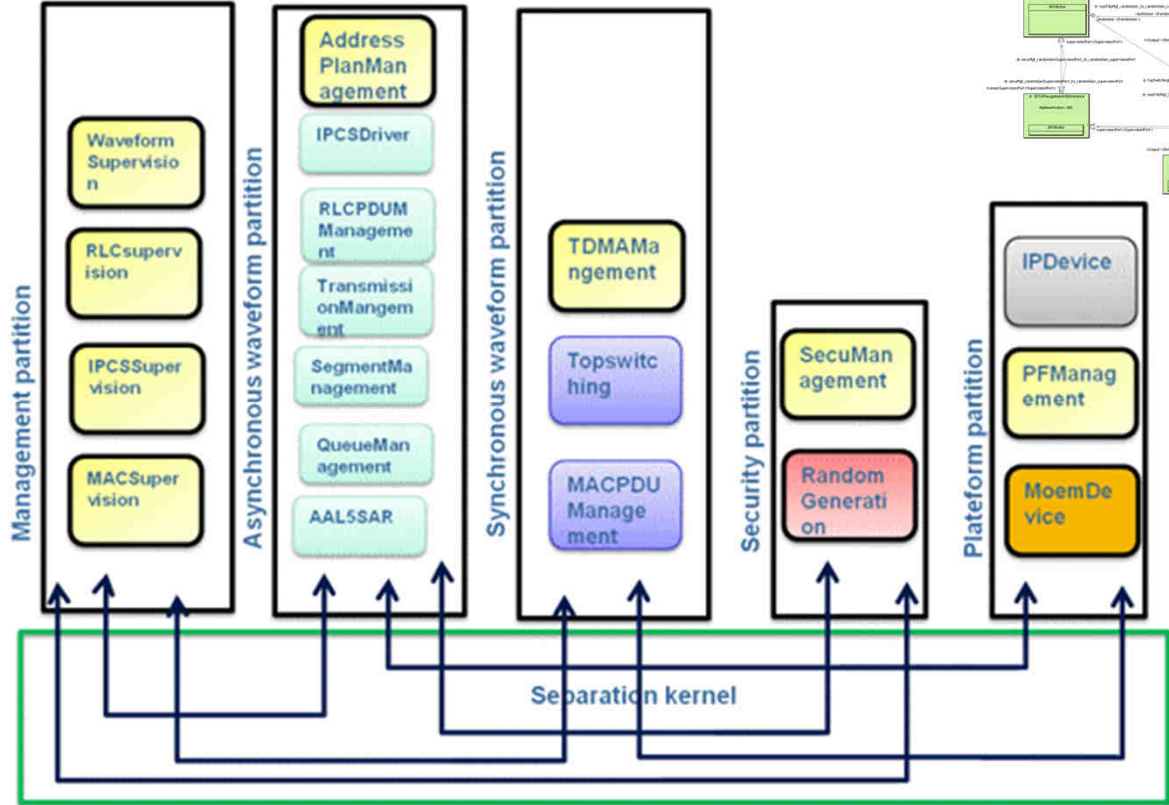 Management partition
Waveform
Supervisio
n
RLCsuperv
ision
IPCSSuper
vision
MACSuper
vision
Asynchronous waveform partition
Address
PlanMan
agement
IPCSDriver
RLCPDUM
Manageme
nt
Transmissi
onMangem
ent
SegmentMa
nagement
QueueMan
agement
AAL5SAR
Synchronous waveform partition
TDMAMa
ngement
Topswitc
hing
MACPDU
Manage
ment
Security partition
SecuMan
agement
Random
Generati
on
Plateform partition
IPDevice
PFManag
ement
MoemDe
vice
Separation kernel